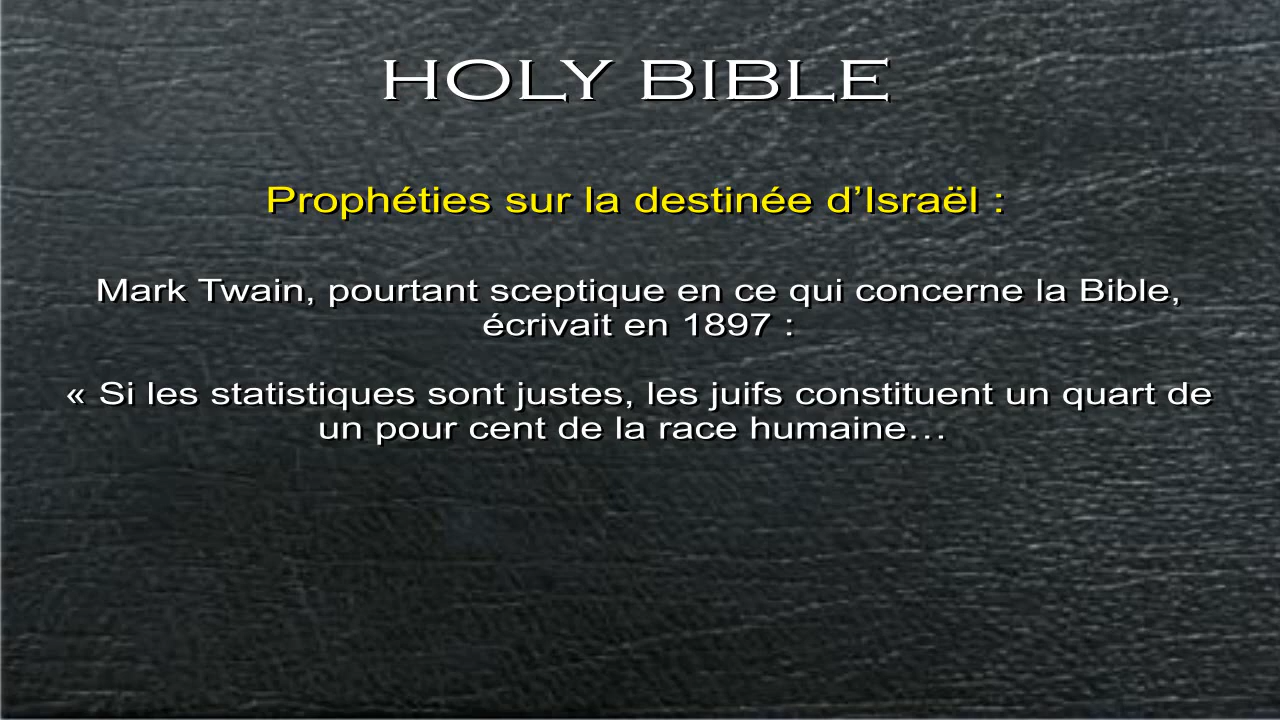 HOLY BIBLE
Prophéties sur la destinée d’Israël :
Mark Twain, pourtant sceptique en ce qui concerne la Bible,
écrivait en 1897 :
« Si les statistiques sont justes, les juifs constituent un quart de
un pour cent de la race humaine…